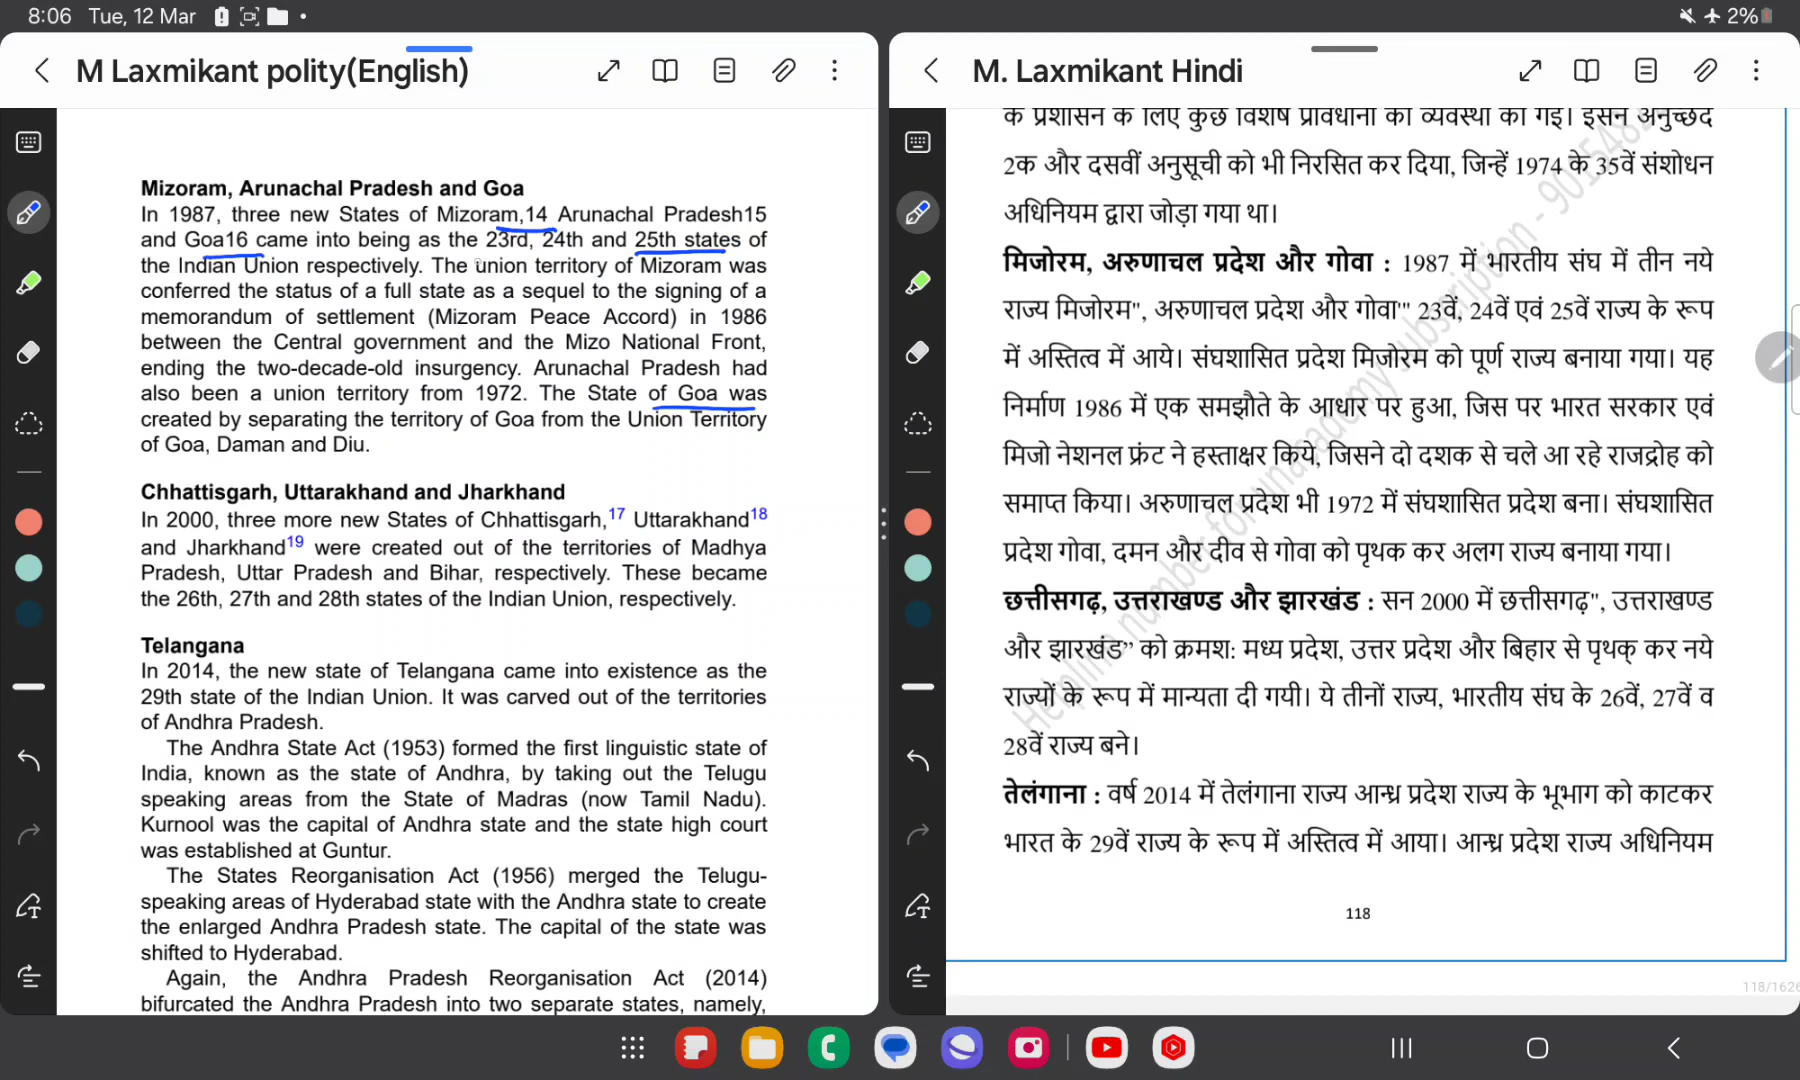 8:06 Tue, 12 Mar
2%
M Laxmikant polity(English)
Mizoram, Arunachal Pradesh and Goa
In 1987, three new States of Mizoram,14 Arunachal Pradesh15
and Goa16 came into being as the 23rd, 24th and 25th states of
the Indian Union respectively. The union territory of Mizoram was
conferred the status of a full state as a sequel to the signing of a
memorandum of settlement (Mizoram Peace Accord) in 1986
between the Central government and the Mizo National Front,
ending the two-decade-old insurgency. Arunachal Pradesh had
also been a union territory from 1972. The State of Goa was
created by separating the territory of Goa from the Union Territory
of Goa, Daman and Diu.
Chhattisgarh, Uttarakhand and Jharkhand
In 2000, three more new States of Chhattisgarh,17 Uttarakhand18
and Jharkhand19 were created out of the territories of Madhya
Pradesh, Uttar Pradesh and Bihar, respectively. These became
the 26th, 27th and 28th states of the Indian Union, respectively.
Telangana
In 2014, the new state of Telangana came into existence as the
29th state of the Indian Union. It was carved out of the territories
of Andhra Pradesh.
The Andhra State Act (1953) formed the first linguistic state of
India, known as the state of Andhra, by taking out the Telugu
speaking areas from the State of Madras (now Tamil Nadu).
Kurnool was the capital of Andhra state and the state high court
was established at Guntur.
The States Reorganisation Act (1956) merged the Telugu-
speaking areas of Hyderabad state with the Andhra state to create
the enlarged Andhra Pradesh state. The capital of the state was
shifted to Hyderabad.
Again, the Andhra Pradesh Reorganisation Act (2014)
bifurcated the Andhra Pradesh into two separate states, namely,
M. Laxmikant Hindi
के प्रशासन के लिए कुछ विशेष प्रावधानों की व्यवस्था की गई। इसने अनुच्छेद
2क और दसवीं अनुसूची को भी निरसित कर दिया, जिन्हें 1974 के 35वें संशोधन
अधिनियम द्वारा जोड़ा गया था।
मिजोरम, अरुणाचल प्रदेश और गोवा : 1987 में भारतीय संघ में तीन नये
राज्य मिजोरम", अरुणाचल प्रदेश और गोवा'" 23वें, 24वें एवं 25वें राज्य के रूप
में अस्तित्व में आये। संघशासित प्रदेश मिजोरम को पूर्ण राज्य बनाया गया। यह
निर्माण 1986 में एक समझौते के आधार पर हुआ, जिस पर भारत सरकार एवं
मिजो नेशनल फ्रंट ने हस्ताक्षर किये, जिसने दो दशक से चले आ रहे राजद्रोह को
समाप्त किया। अरुणाचल प्रदेश भी 1972 में संघशासित प्रदेश बना। संघशासित
प्रदेश गोवा, दमन और दीव से गोवा को पृथक कर अलग राज्य बनाया गया।
छत्तीसगढ़, उत्तराखण्ड और झारखंड : सन 2000 में छत्तीसगढ़", उत्तराखण्ड
और झारखंड” को क्रमश: मध्य प्रदेश, उत्तर प्रदेश और बिहार से पृथक् कर नये
राज्यों के रूप में मान्यता दी गयी। ये तीनों राज्य, भारतीय संघ के 26वें, 27वें व
28वें राज्य बने।
तेलंगाना : वर्ष 2014 में तेलंगाना राज्य आन्ध्र प्रदेश राज्य के भूभाग को काटकर
भारत के 29वें राज्य के रूप में अस्तित्व में आया। आन्ध्र प्रदेश राज्य अधिनियम
118
118/1626
Helpline number for unacademy subscription - 901548